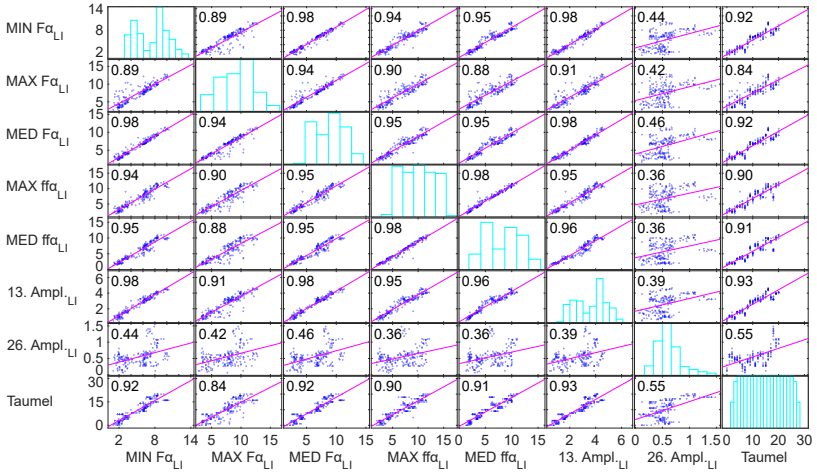 14
10
6
2
MIN Fα_LI 0.89 0.98 0.94 0.95 0.98 0.44 0.92
15
10
5
MAX Fα_LI 0.89 0.94 0.90 0.88 0.91 0.42 0.84
15
10
5
MED Fα_LI 0.98 0.94 0.95 0.95 0.98 0.46 0.92
15
10
5
MAX ffα_LI 0.94 0.90 0.95 0.98 0.95 0.36 0.90
15
10
5
0
MED ffα_LI 0.95 0.88 0.95 0.98 0.96 0.36 0.91
6
4
2
13. Ampl._LI 0.98 0.91 0.98 0.95 0.96 0.39 0.93
1.5
1.0
0.5
0
26. Ampl._LI 0.44 0.42 0.46 0.36 0.36 0.39 0.55
30
15
0
Taumel 0.92 0.84 0.92 0.90 0.91 0.93 0.55
2 8 14 5 10 15 0 5 10 15 5 10 15 0 5 10 15 2 4 6 0 0.5 1 1.5 0 10 20 30
MIN Fα_LI MAX Fα_LI MED Fα_LI MAX ffα_LI MED ffα_LI 13. Ampl._LI 26. Ampl._LI Taumel